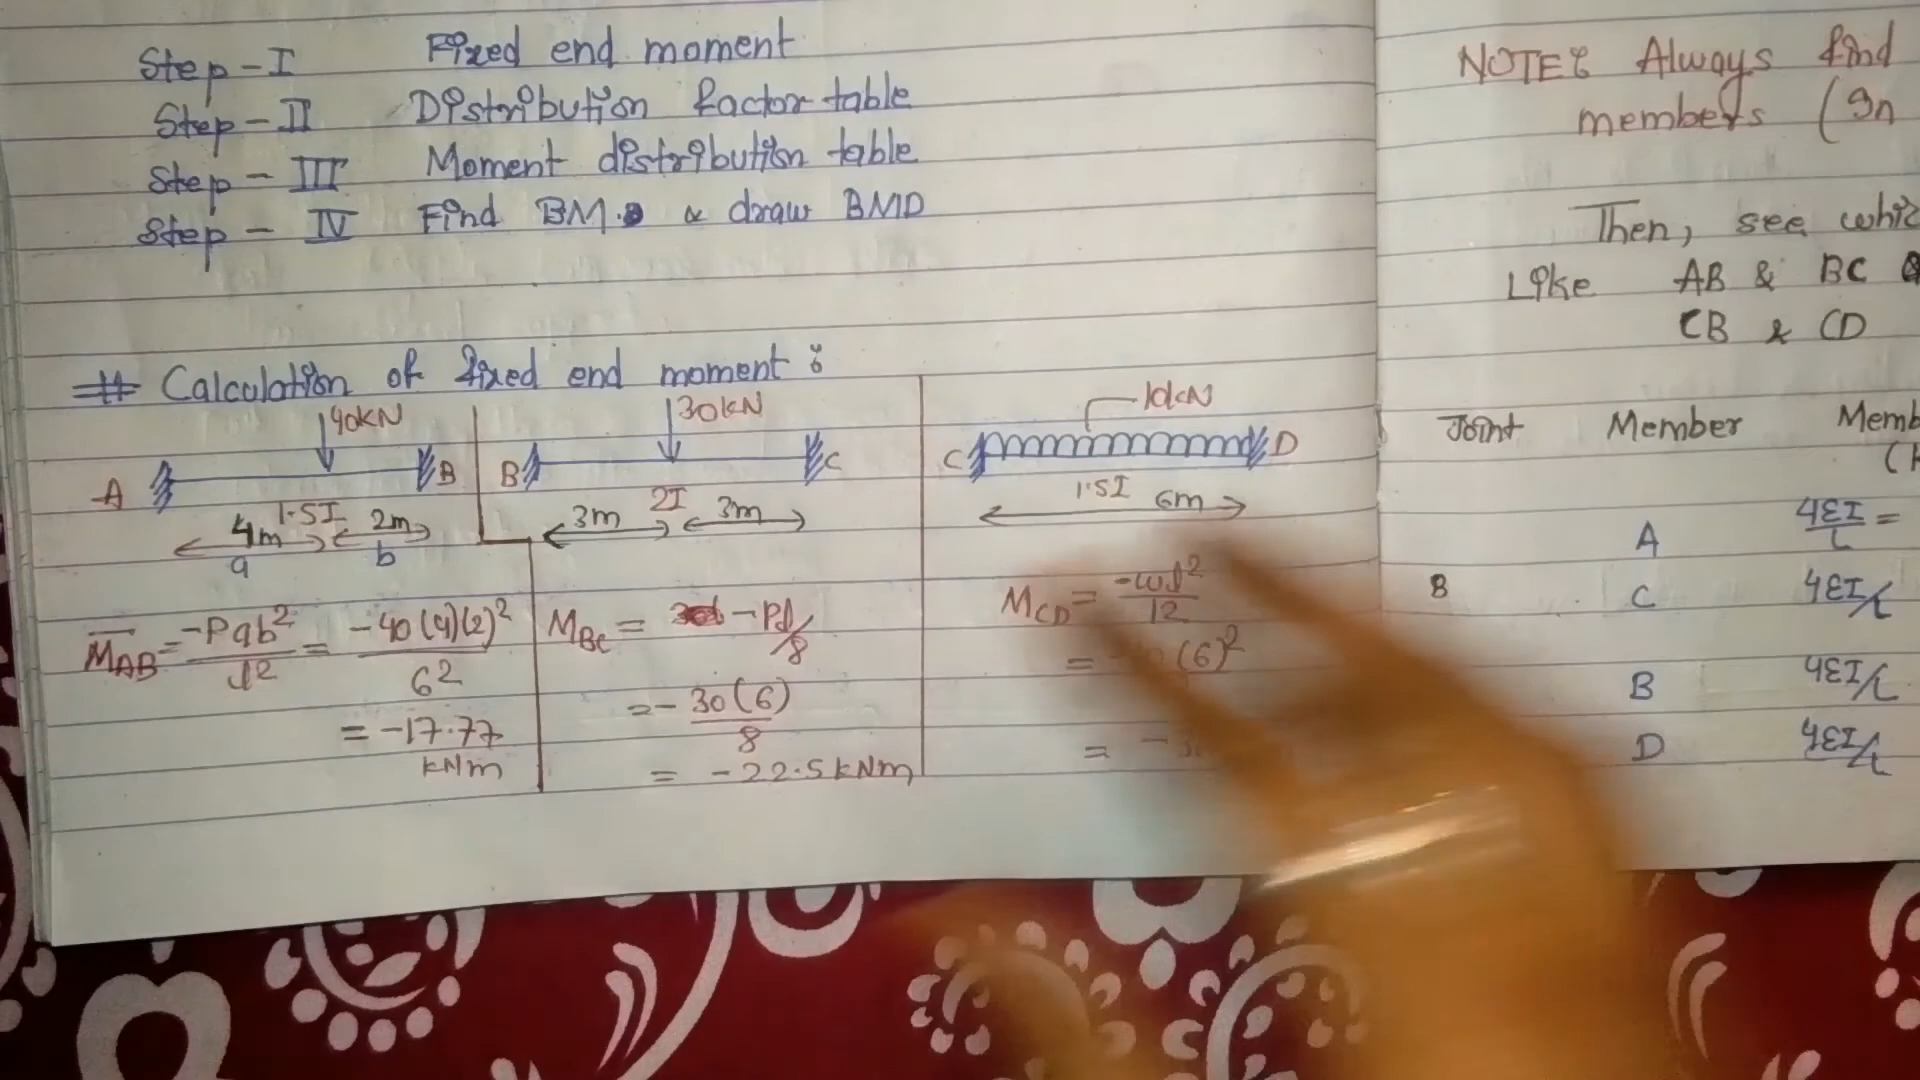 Step - I Fixed end moment
Step - II Distribution factor table
Step - III Moment distribution table
Step - IV Find BM. & draw BMD
# Calculation of fixed end moment :
40kN
A B
1.5I
4m 2m
a b
M̅AB = -Pab²/l² = -40(4)(2)²/6²
= -17.77
kNm
30kN
B C
3m 2I 3m
MBC = -Pl/8
= - 30(6)/8
= -22.5kNm
10kN
C D
1.5I 6m
MCD = -wl²/12
= (6)²
= -
NOTE: Always find
members (In
Then, see
Like AB & BC &
CB & CD
Joint Member
A 4EI/L =
B C 4EI/L
B 4EI/L
D 4EI/L